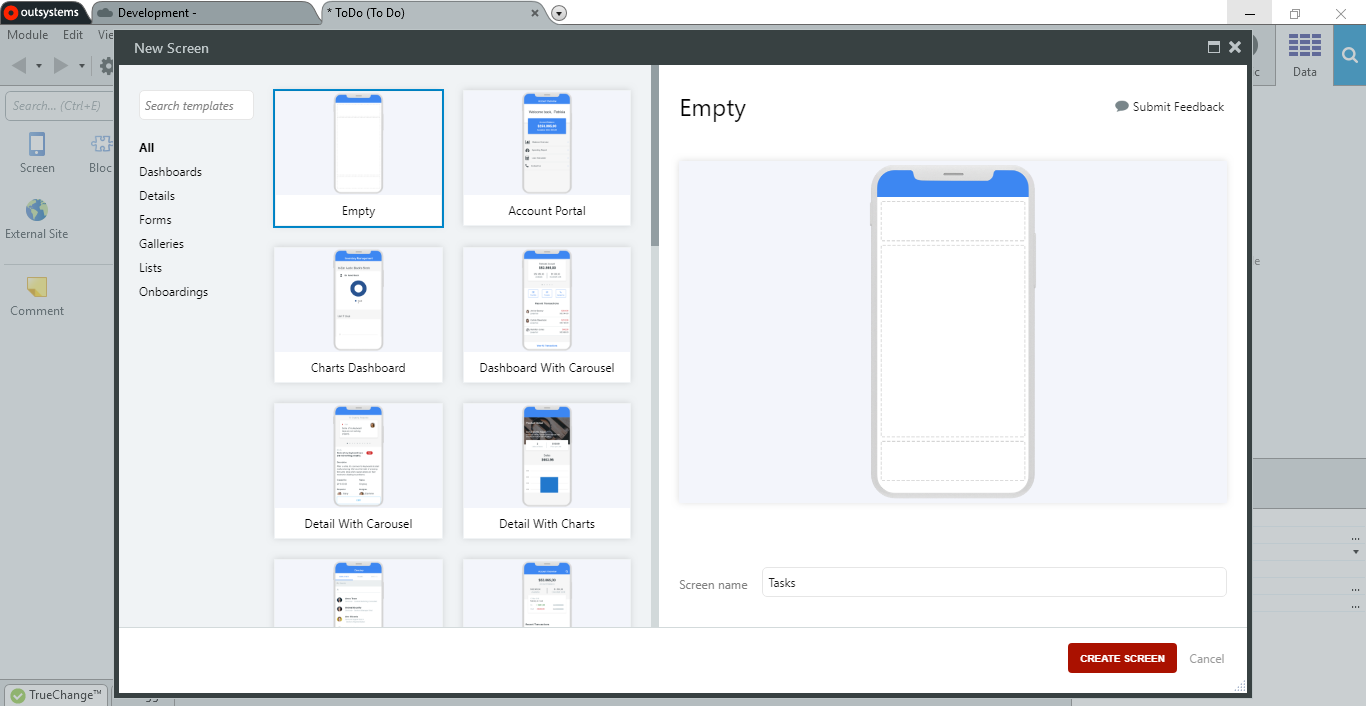 outsystems
Development -
* ToDo (To Do)
Module Edit Vie
New Screen
Data
Search... (Ctrl+E)
Screen
Bloc
External Site
Comment
Search templates
All
Dashboards
Details
Forms
Galleries
Lists
Onboardings
Empty
Account Portal
Charts Dashboard
Dashboard With Carousel
Detail With Carousel
Detail With Charts
Empty
Submit Feedback
Screen name
Tasks
CREATE SCREEN
Cancel
TrueChange™